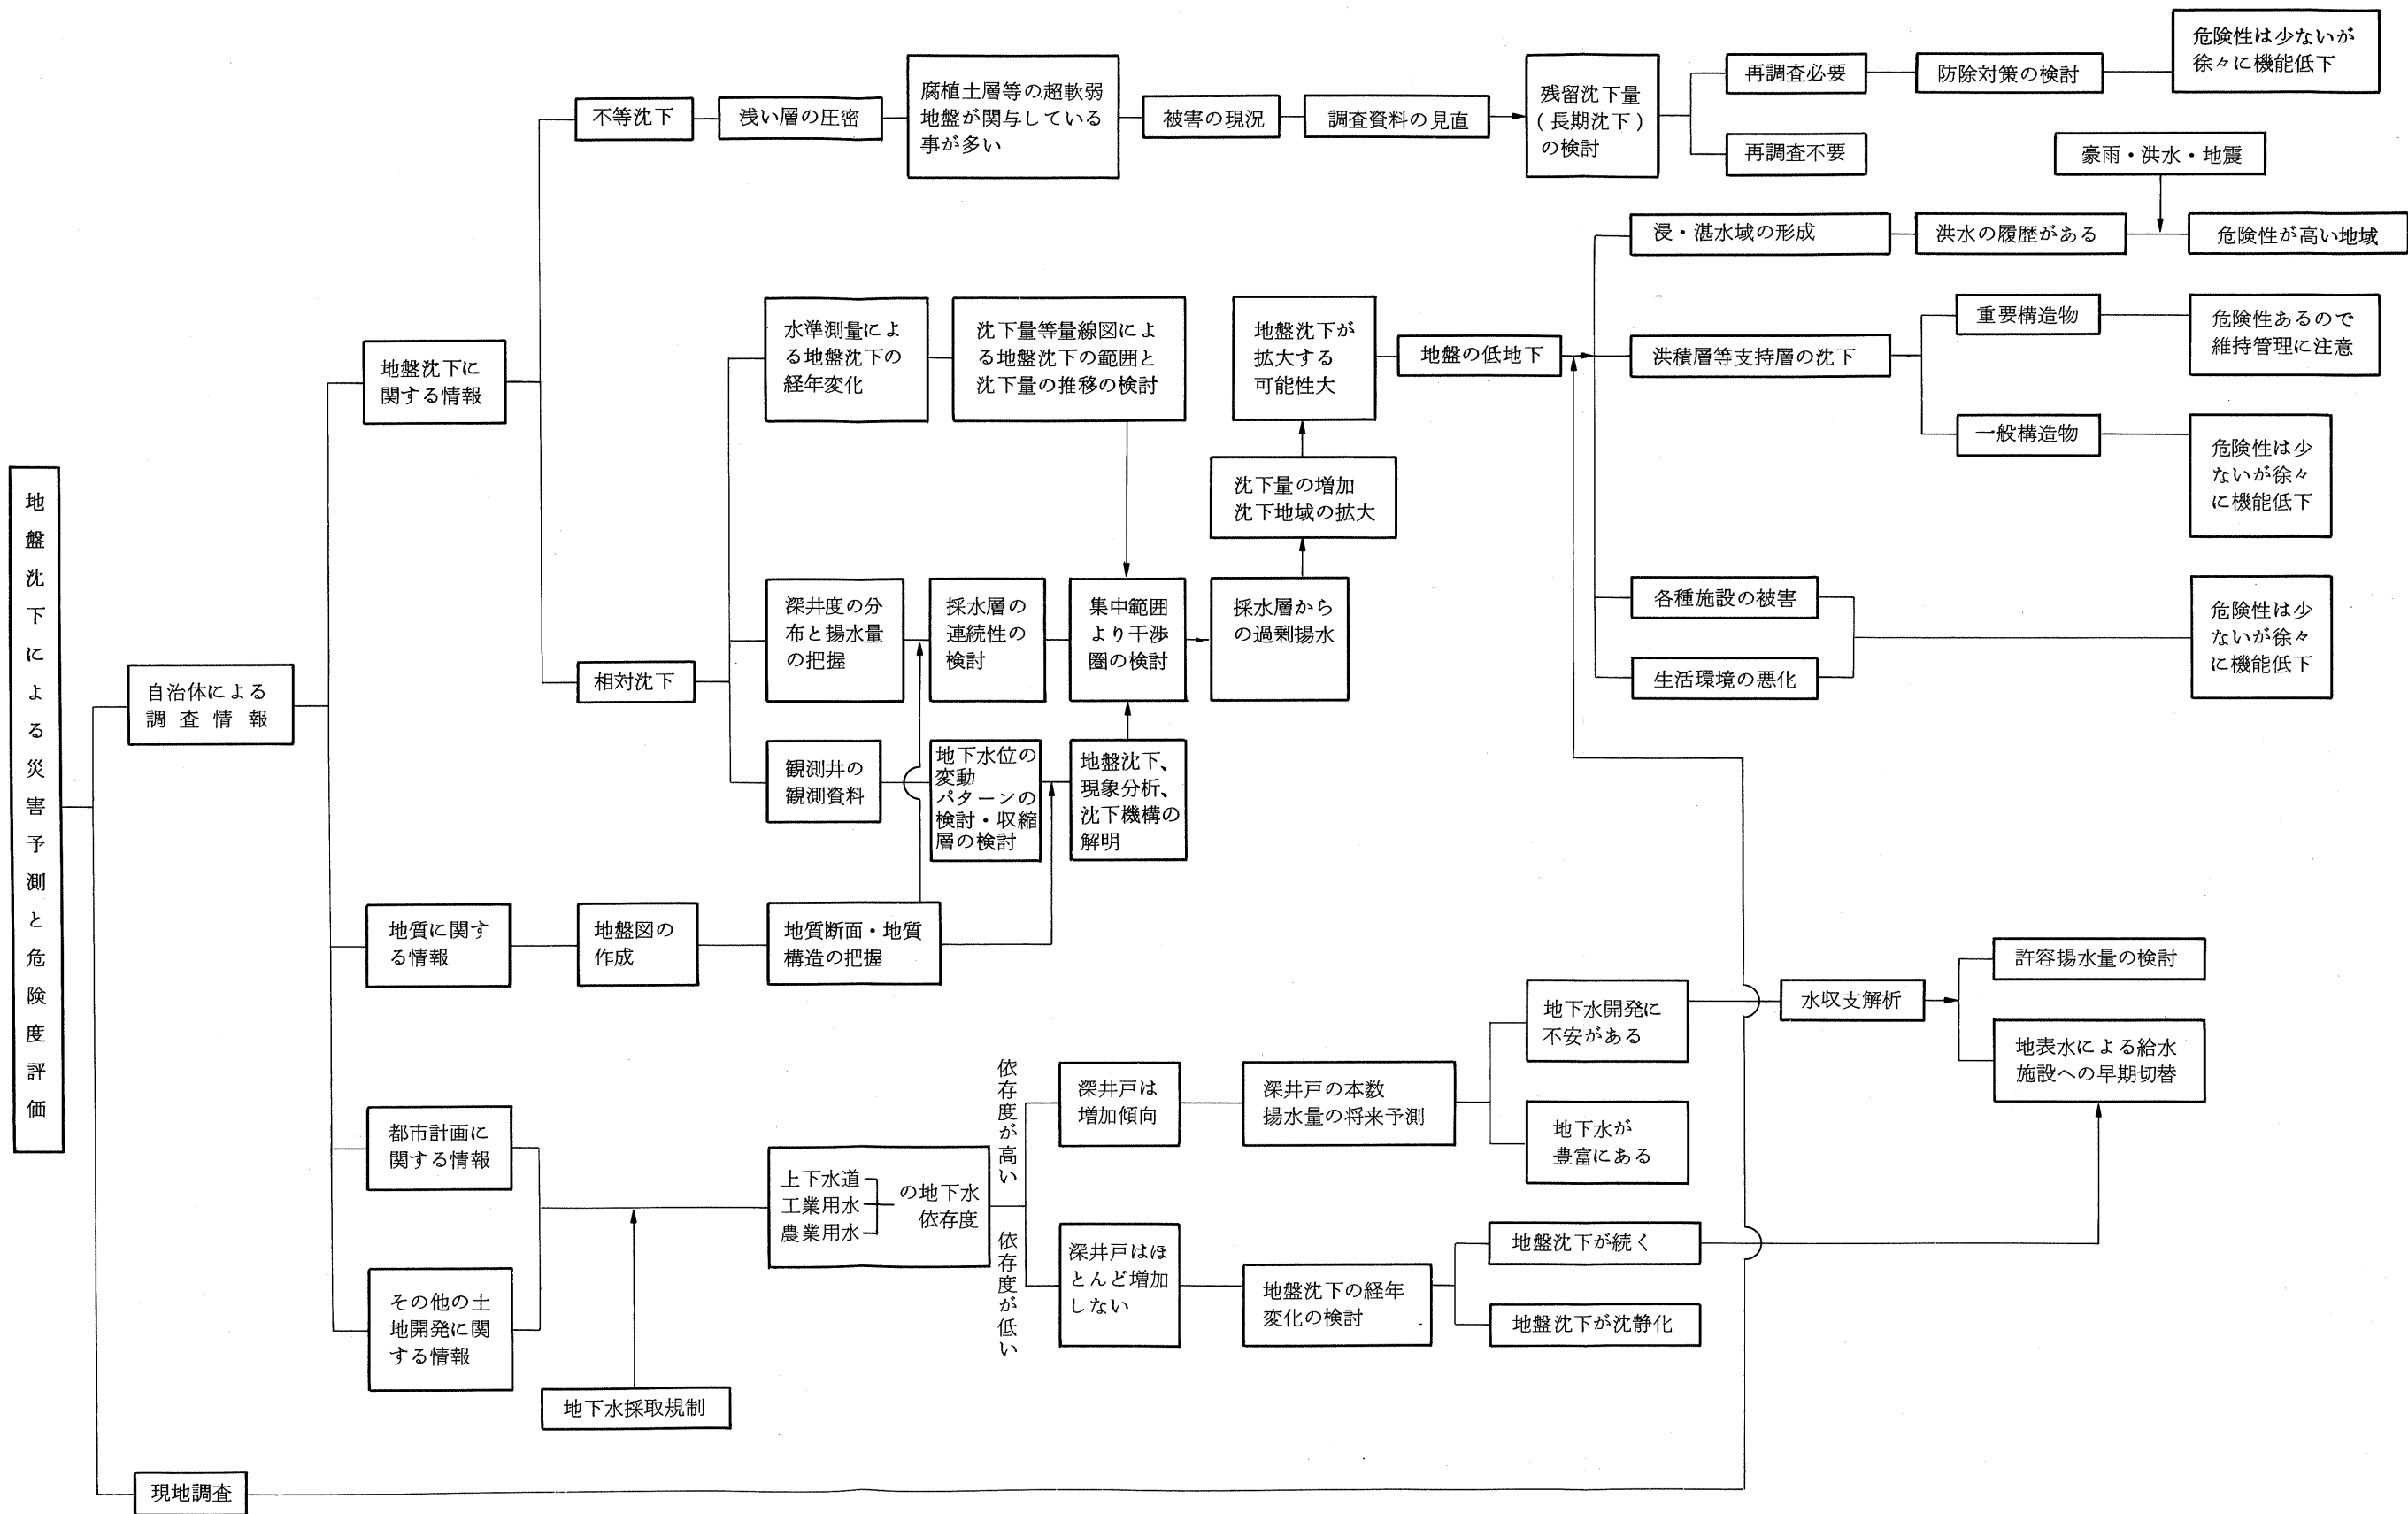 地盤沈下による災害予測と危険度評価
自治体による
調査情報
現地調査
地盤沈下に
関する情報
不等沈下
浅い層の圧密
腐植土層等の超軟弱
地盤が関与している
事が多い
被害の現況
調査資料の見直
残留沈下量
(長期沈下)
の検討
再調査必要
防除対策の検討
危険性は少ないが
徐々に機能低下
再調査不要
豪雨・洪水・地震
相対沈下
水準測量によ
る地盤沈下の
経年変化
沈下量等量線図によ
る地盤沈下の範囲と
沈下量の推移の検討
深井度の分
布と揚水量
の把握
採水層の
連続性の
検討
集中範囲
より干渉
圏の検討
採水層から
の過剰揚水
沈下量の増加
沈下地域の拡大
地盤沈下が
拡大する
可能性大
地盤の低地下
浸・湛水域の形成
洪水の履歴がある
危険性が高い地域
洪積層等支持層の沈下
重要構造物
危険性あるので
維持管理に注意
一般構造物
危険性は少
ないが徐々
に機能低下
各種施設の被害
生活環境の悪化
危険性は少
ないが徐々
に機能低下
観測井の
観測資料
地下水位の
変動
パターンの
検討・収縮
層の検討
地盤沈下、
現象分析、
沈下機構の
解明
地質に関す
る情報
地盤図の
作成
地質断面・地質
構造の把握
都市計画に
関する情報
その他の土
地開発に関
する情報
地下水採取規制
上下水道
工業用水
農業用水
の地下水
依存度
依存度が高い
深井戸は
増加傾向
深井戸の本数
揚水量の将来予測
地下水開発に
不安がある
水収支解析
許容揚水量の検討
地表水による給水
施設への早期切替
地下水が
豊富にある
依存度が低い
深井戸はほ
とんど増加
しない
地盤沈下の経年
変化の検討
地盤沈下が続く
地盤沈下が沈静化